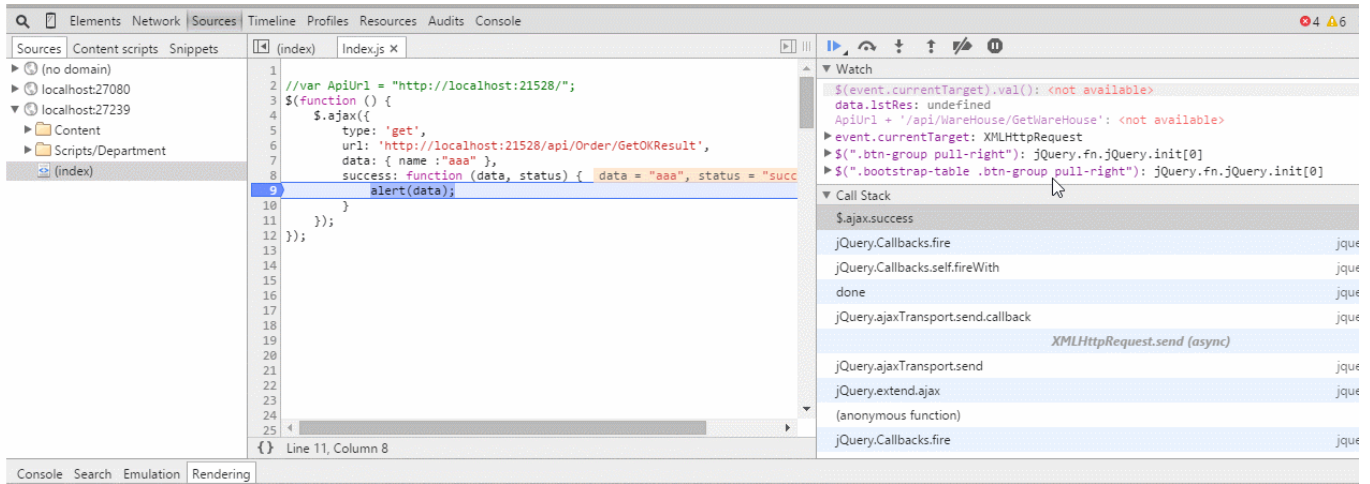 Elements Network Sources Timeline Profiles Resources Audits Console 4 6
Sources Content scripts Snippets
(no domain)
localhost:27080
localhost:27239
Content
Scripts/Department
(index)
(index) Index.js ×
1
2 //var ApiUrl = "http://localhost:21528/";
3 $(function () {
4 $.ajax({
5 type: 'get',
6 url: 'http://localhost:21528/api/Order/GetOKResult',
7 data: { name :"aaa" },
8 success: function (data, status) { data = "aaa", status = "succ
9 alert(data);
10 }
11 });
12 });
13
14
15
16
17
18
19
20
21
22
23
24
25
{} Line 11, Column 8
Watch
$(event.currentTarget).val(): <not available>
data.lstRes: undefined
ApiUrl + '/api/WareHouse/GetWareHouse': <not available>
event.currentTarget: XMLHttpRequest
$(".btn-group pull-right"): jQuery.fn.jQuery.init[0]
$(".bootstrap-table .btn-group pull-right"): jQuery.fn.jQuery.init[0]
Call Stack
$.ajax.success
jQuery.Callbacks.fire jque
jQuery.Callbacks.self.fireWith jque
done jque
jQuery.ajaxTransport.send.callback jque
XMLHttpRequest.send (async)
jQuery.ajaxTransport.send jque
jQuery.extend.ajax jque
(anonymous function)
jQuery.Callbacks.fire jque
Console Search Emulation Rendering